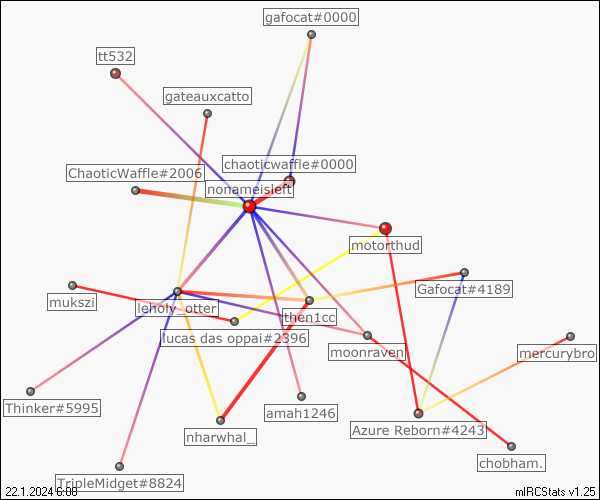 gafocat#0000
tt532
gateauxcatto
chaoticwaffle#0000
ChaoticWaffle#2006
nonameisleft
motorthud
Gafocat#4189
mukszi
leholy_otter
then1cc
lucas das oppai#2396
moonraven
mercurybro
Thinker#5995
amah1246
nharwhal_
Azure Reborn#4243
chobham.
TripleMidget#8824
22.1.2024 6:08
mIRCStats v1.25